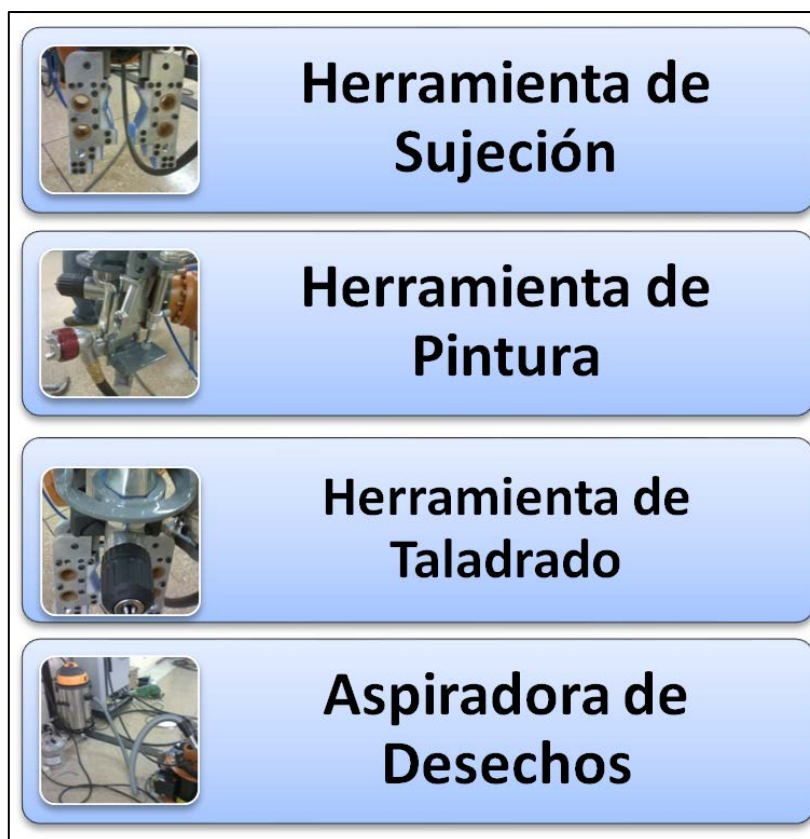 Herramienta de
Sujeción
Herramienta de
Pintura
Herramienta de
Taladrado
Aspiradora de
Desechos